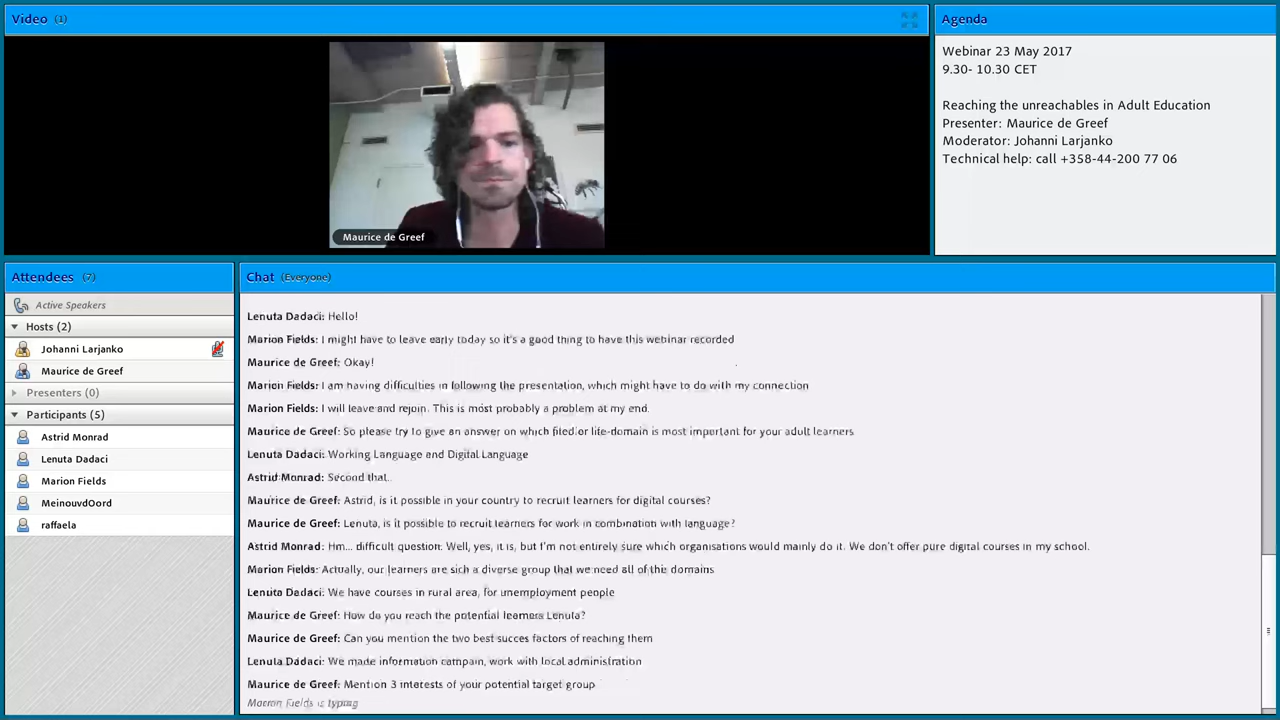 Video (1)
Maurice de Greef
Agenda
Webinar 23 May 2017
9.30- 10.30 CET
Reaching the unreachables in Adult Education
Presenter: Maurice de Greef
Moderator: Johanni Larjanko
Technical help: call +358-44-200 77 06
Attendees (7)
Active Speakers
Hosts (2)
Johanni Larjanko
Maurice de Greef
Presenters (0)
Participants (5)
Astrid Monrad
Lenuta Dadaci
Marion Fields
MeinouvdOord
raffaela
Chat (Everyone)
Lenuta Dadaci: Hello!
Marion Fields: I might have to leave early today so it's a good thing to have this webinar recorded
Maurice de Greef: Okay!
Marion Fields: I am having difficulties in following the presentation, which might have to do with my connection
Marion Fields: I will leave and rejoin. This is most probably a problem at my end.
Maurice de Greef: So please try to give an answer on which filed or life-domain is most important for your adult learners
Lenuta Dadaci: Working Language and Digital Language
Astrid Monrad: Second that.
Maurice de Greef: Astrid, is it possible in your country to recruit learners for digital courses?
Maurice de Greef: Lenuta, is it possible to recruit learners for work in combination with language?
Astrid Monrad: Hm... difficult question. Well, yes, it is, but I'm not entirely sure which organisations would mainly do it. We don't offer pure digital courses in my school.
Marion Fields: Actually, our learners are sich a diverse group that we need all of the domains
Lenuta Dadaci: We have courses in rural area, for unemployment people
Maurice de Greef: How do you reach the potential learners Lenuta?
Maurice de Greef: Can you mention the two best succes factors of reaching them
Lenuta Dadaci: We made information campain, work with local administration
Maurice de Greef: Mention 3 interests of your potential target group
Marion Fields is typing